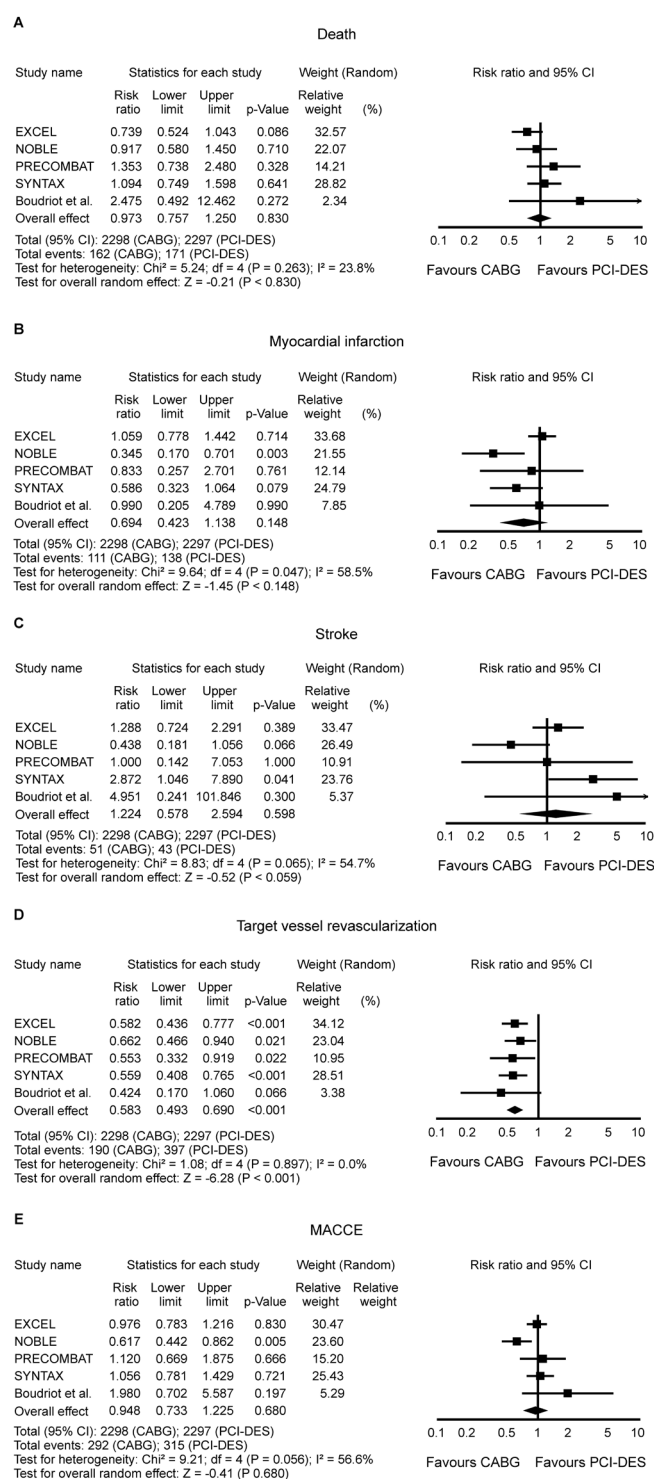 A
Death
Study name Statistics for each study Weight (Random) Risk ratio and 95% CI
Risk ratio Lower limit Upper limit p-Value Relative weight (%)
EXCEL 0.739 0.524 1.043 0.086 32.57
NOBLE 0.917 0.580 1.450 0.710 22.07
PRECOMBAT 1.353 0.738 2.480 0.328 14.21
SYNTAX 1.094 0.749 1.598 0.641 28.82
Boudriot et al. 2.475 0.492 12.462 0.272 2.34
Overall effect 0.973 0.757 1.250 0.830
0.1 0.2 0.5 1 2 5 10
Total (95% CI): 2298 (CABG); 2297 (PCI-DES)
Total events: 162 (CABG); 171 (PCI-DES)
Test for heterogeneity: Chi² = 5.24; df = 4 (P = 0.263); I² = 23.8%
Test for overall random effect: Z = -0.21 (P < 0.830)
Favours CABG Favours PCI-DES
B
Myocardial infarction
Study name Statistics for each study Weight (Random) Risk ratio and 95% CI
Risk ratio Lower limit Upper limit p-Value Relative weight (%)
EXCEL 1.059 0.778 1.442 0.714 33.68
NOBLE 0.345 0.170 0.701 0.003 21.55
PRECOMBAT 0.833 0.257 2.701 0.761 12.14
SYNTAX 0.586 0.323 1.064 0.079 24.79
Boudriot et al. 0.990 0.205 4.789 0.990 7.85
Overall effect 0.694 0.423 1.138 0.148
0.1 0.2 0.5 1 2 5 10
Total (95% CI): 2298 (CABG); 2297 (PCI-DES)
Total events: 111 (CABG); 138 (PCI-DES)
Test for heterogeneity: Chi² = 9.64; df = 4 (P = 0.047); I² = 58.5%
Test for overall random effect: Z = -1.45 (P < 0.148)
Favours CABG Favours PCI-DES
C
Stroke
Study name Statistics for each study Weight (Random) Risk ratio and 95% CI
Risk ratio Lower limit Upper limit p-Value Relative weight (%)
EXCEL 1.288 0.724 2.291 0.389 33.47
NOBLE 0.438 0.181 1.056 0.066 26.49
PRECOMBAT 1.000 0.142 7.053 1.000 10.91
SYNTAX 2.872 1.046 7.890 0.041 23.76
Boudriot et al. 4.951 0.241 101.846 0.300 5.37
Overall effect 1.224 0.578 2.594 0.598
0.1 0.2 0.5 1 2 5 10
Total (95% CI): 2298 (CABG); 2297 (PCI-DES)
Total events: 51 (CABG); 43 (PCI-DES)
Test for heterogeneity: Chi² = 8.83; df = 4 (P = 0.065); I² = 54.7%
Test for overall random effect: Z = -0.52 (P < 0.059)
Favours CABG Favours PCI-DES
D
Target vessel revascularization
Study name Statistics for each study Weight (Random) Risk ratio and 95% CI
Risk ratio Lower limit Upper limit p-Value Relative weight (%)
EXCEL 0.582 0.436 0.777 <0.001 34.12
NOBLE 0.662 0.466 0.940 0.021 23.04
PRECOMBAT 0.553 0.332 0.919 0.022 10.95
SYNTAX 0.559 0.408 0.765 <0.001 28.51
Boudriot et al. 0.424 0.170 1.060 0.066 3.38
Overall effect 0.583 0.493 0.690 <0.001
0.1 0.2 0.5 1 2 5 10
Total (95% CI): 2298 (CABG); 2297 (PCI-DES)
Total events: 190 (CABG); 397 (PCI-DES)
Test for heterogeneity: Chi² = 1.08; df = 4 (P = 0.897); I² = 0.0%
Test for overall random effect: Z = -6.28 (P < 0.001)
Favours CABG Favours PCI-DES
E
MACCE
Study name Statistics for each study Weight (Random) Risk ratio and 95% CI
Risk ratio Lower limit Upper limit p-Value Relative weight Relative weight
EXCEL 0.976 0.783 1.216 0.830 30.47
NOBLE 0.617 0.442 0.862 0.005 23.60
PRECOMBAT 1.120 0.669 1.875 0.666 15.20
SYNTAX 1.056 0.781 1.429 0.721 25.43
Boudriot et al. 1.980 0.702 5.587 0.197 5.29
Overall effect 0.948 0.733 1.225 0.680
0.1 0.2 0.5 1 2 5 10
Total (95% CI): 2298 (CABG); 2297 (PCI-DES)
Total events: 292 (CABG); 315 (PCI-DES)
Test for heterogeneity: Chi² = 9.21; df = 4 (P = 0.056); I² = 56.6%
Test for overall random effect: Z = -0.41 (P 0.680)
Favours CABG Favours PCI-DES